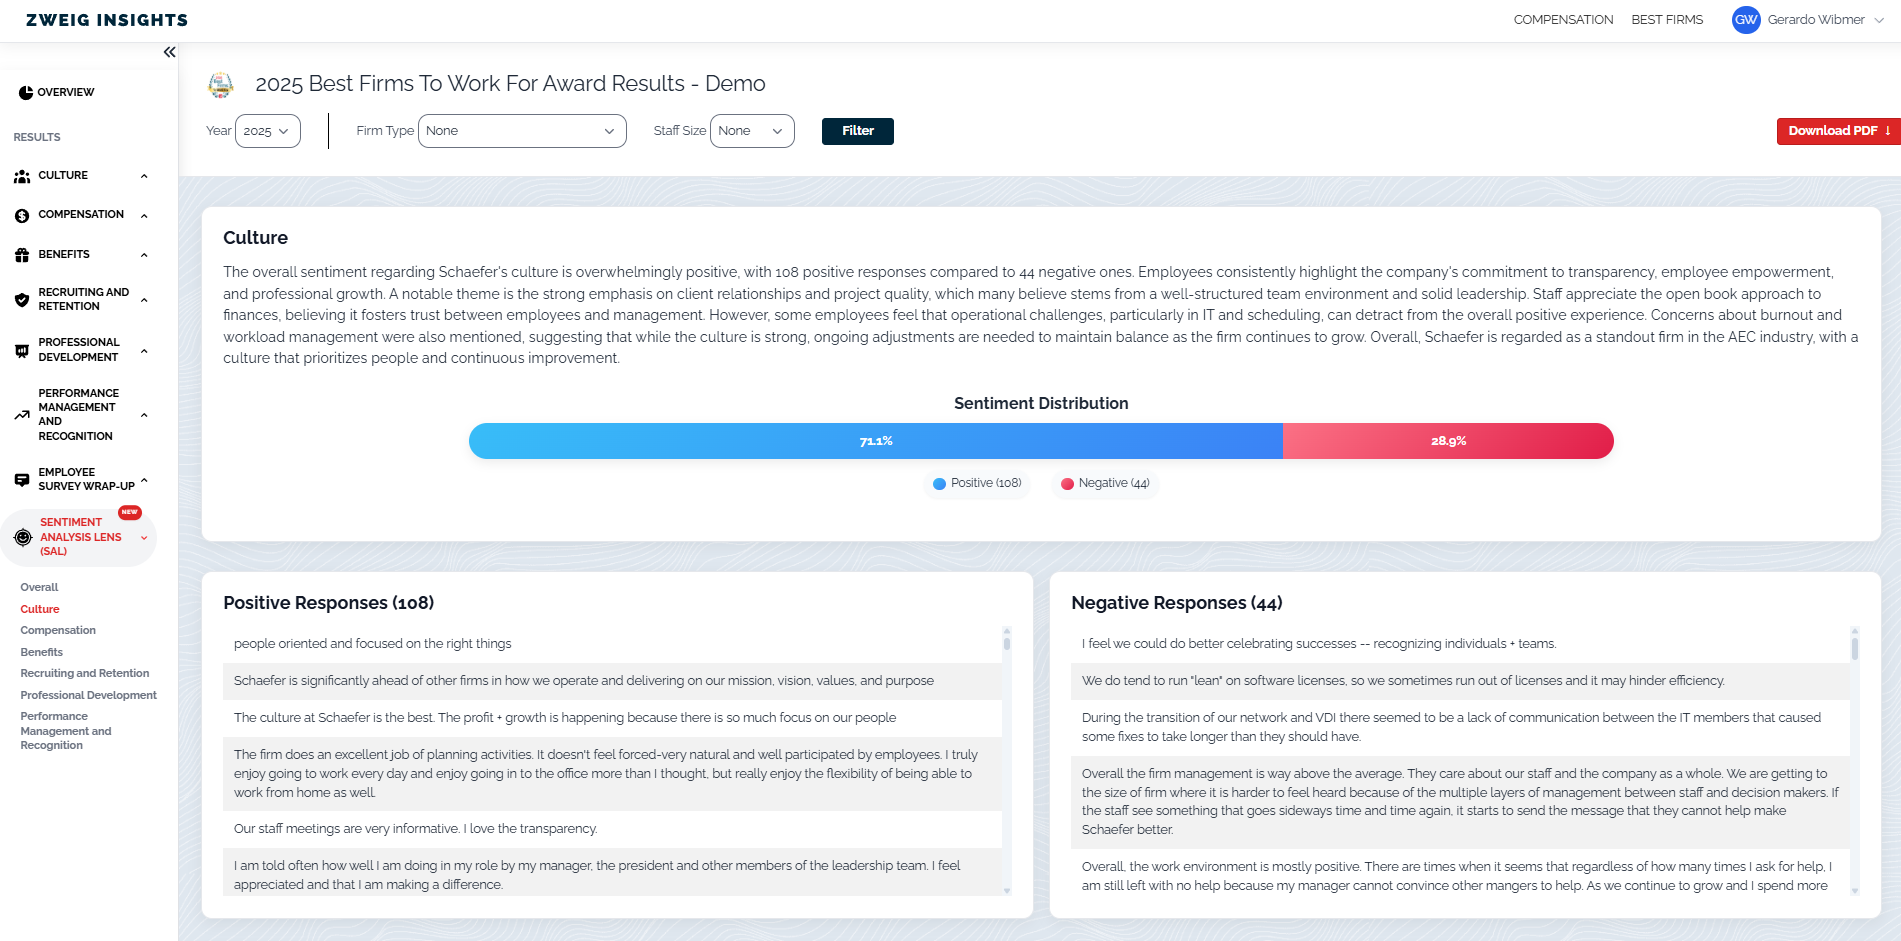 ZWEIG INSIGHTS
COMPENSATION
BEST FIRMS
GW
Gerardo Wibmer
OVERVIEW
RESULTS
CULTURE
COMPENSATION
BENEFITS
RECRUITING AND
RETENTION
PROFESSIONAL
DEVELOPMENT
PERFORMANCE
MANAGEMENT
AND
RECOGNITION
EMPLOYEE
SURVEY WRAP-UP
NEW
SENTIMENT
ANALYSIS LENS
(SAL)
Overall
Culture
Compensation
Benefits
Recruiting and Retention
Professional Development
Performance
Management and
Recognition
2025 Best Firms To Work For Award Results - Demo
Year
2025
Firm Type
None
Staff Size
None
Filter
Download PDF ↓
Culture
The overall sentiment regarding Schaefer's culture is overwhelmingly positive, with 108 positive responses compared to 44 negative ones. Employees consistently highlight the company's commitment to transparency, employee empowerment,
and professional growth. A notable theme is the strong emphasis on client relationships and project quality, which many believe stems from a well-structured team environment and solid leadership. Staff appreciate the open book approach to
finances, believing it fosters trust between employees and management. However, some employees feel that operational challenges, particularly in IT and scheduling, can detract from the overall positive experience. Concerns about burnout and
workload management were also mentioned, suggesting that while the culture is strong, ongoing adjustments are needed to maintain balance as the firm continues to grow. Overall, Schaefer is regarded as a standout firm in the AEC industry, with a
culture that prioritizes people and continuous improvement.
Sentiment Distribution
71.1%
28.9%
Positive (108)
Negative (44)
Positive Responses (108)
people oriented and focused on the right things
Schaefer is significantly ahead of other firms in how we operate and delivering on our mission, vision, values, and purpose
The culture at Schaefer is the best. The profit + growth is happening because there is so much focus on our people
The firm does an excellent job of planning activities. It doesn't feel forced-very natural and well participated by employees. I truly
enjoy going to work every day and enjoy going in to the office more than I thought, but really enjoy the flexibility of being able to
work from home as well.
Our staff meetings are very informative. I love the transparency.
I am told often how well I am doing in my role by my manager, the president and other members of the leadership team. I feel
appreciated and that I am making a difference.
Negative Responses (44)
I feel we could do better celebrating successes -- recognizing individuals + teams.
We do tend to run "lean" on software licenses, so we sometimes run out of licenses and it may hinder efficiency.
During the transition of our network and VDI there seemed to be a lack of communication between the IT members that caused
some fixes to take longer than they should have.
Overall the firm management is way above the average. They care about our staff and the company as a whole. We are getting to
the size of firm where it is harder to feel heard because of the multiple layers of management between staff and decision makers. If
the staff see something that goes sideways time and time again, it starts to send the message that they cannot help make
Schaefer better.
Overall, the work environment is mostly positive. There are times when it seems that regardless of how many times I ask for help, I
am still left with no help because my manager cannot convince other mangers to help. As we continue to grow and I spend more